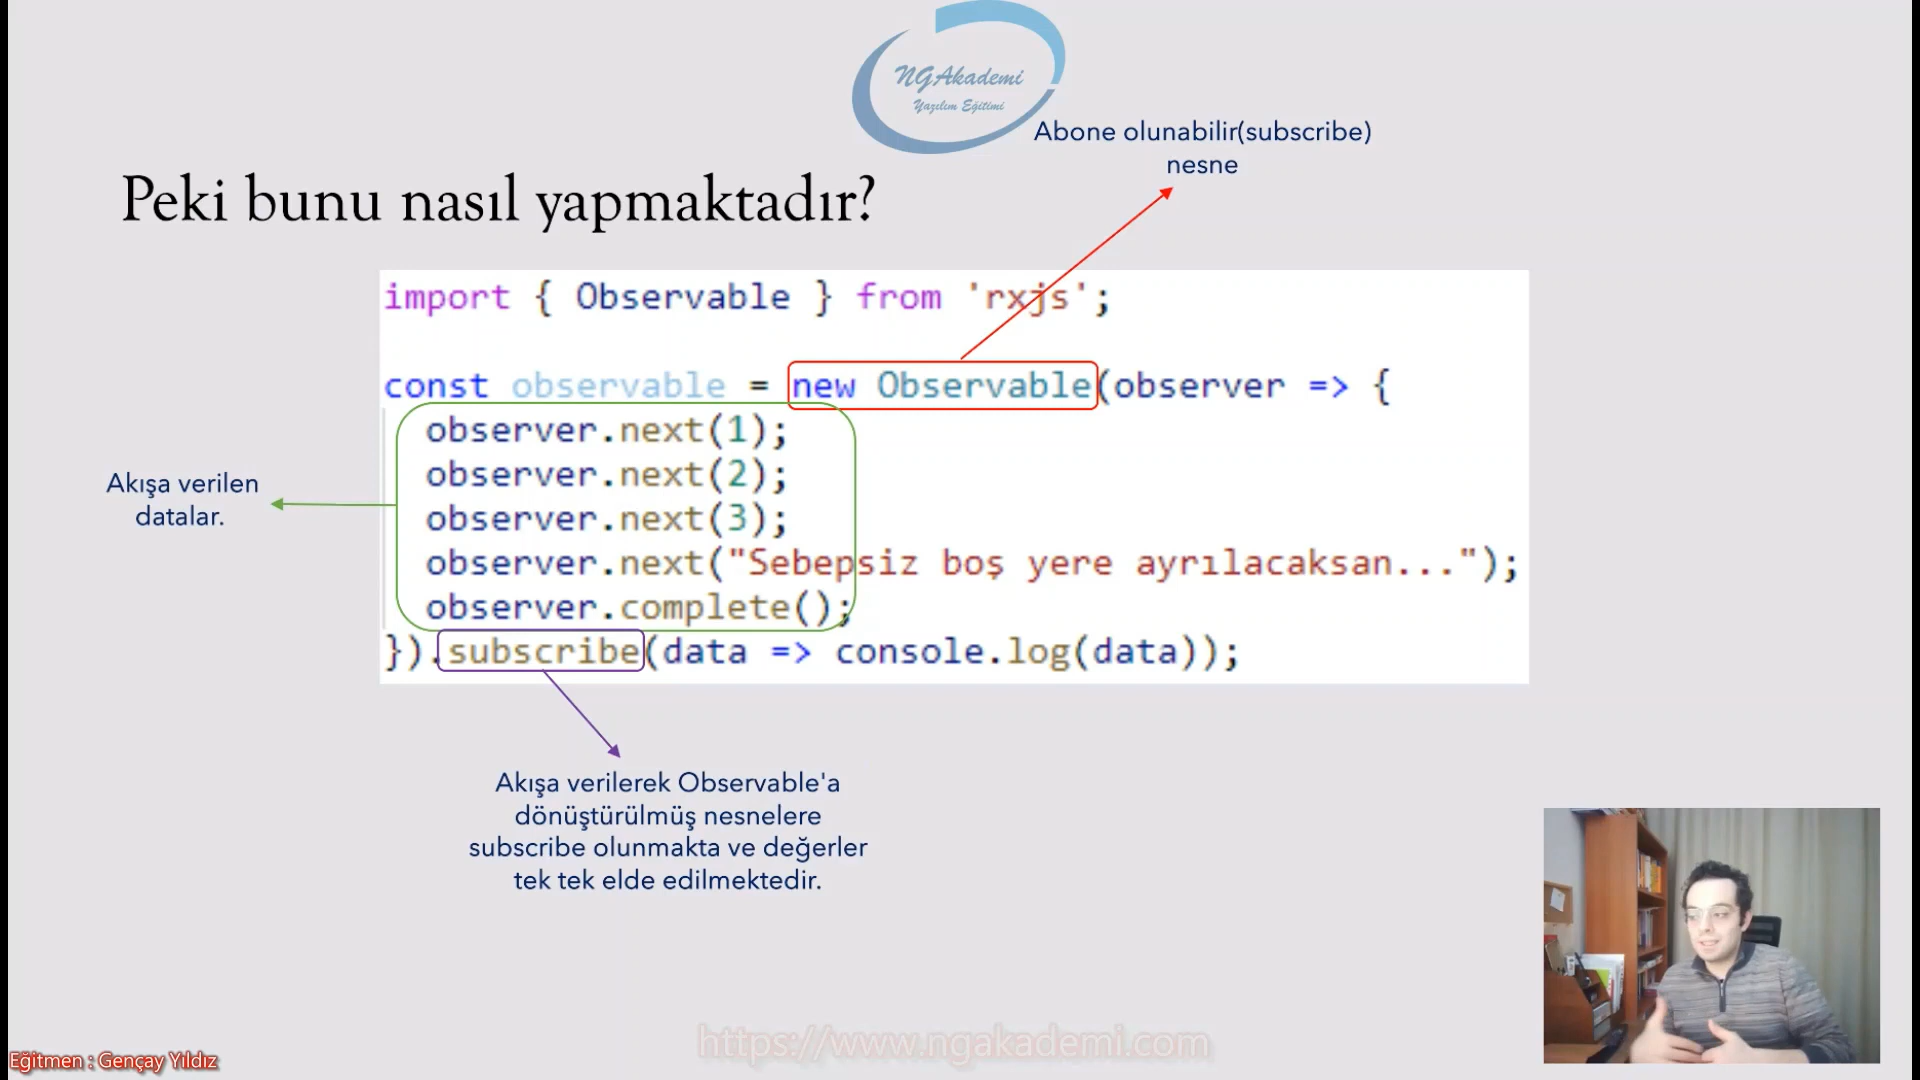 NGAkademi
Yazılım Eğitimi
Abone olunabilir(subscribe)
nesne
Peki bunu nasıl yapmaktadır?
import { Observable } from 'rxjs';
const observable = new Observable(observer => {
observer.next(1);
observer.next(2);
observer.next(3);
observer.next("Sebepsiz boş yere ayrılacaksan...");
observer.complete();
}).subscribe(data => console.log(data));
Akışa verilen
datalar.
Akışa verilerek Observable'a
dönüştürülmüş nesnelere
subscribe olunmakta ve değerler
tek tek elde edilmektedir.
https://www.ngakademi.com
Eğitmen : Gençay Yıldız